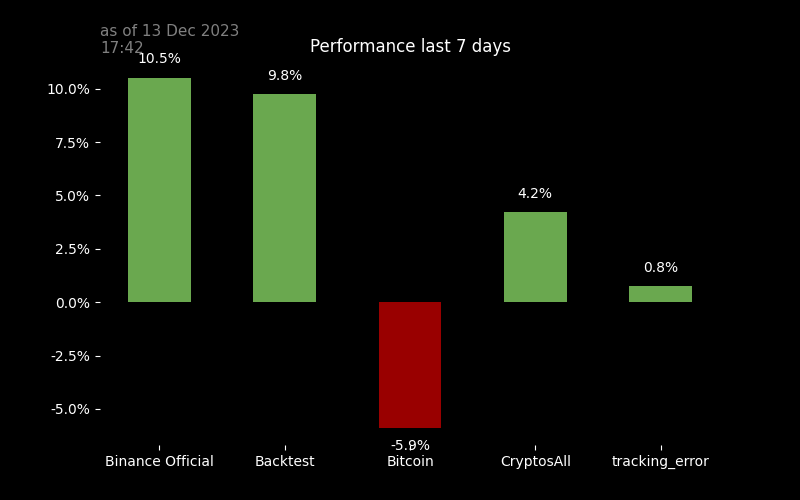 as of 13 Dec 2023
17:42
Performance last 7 days
10.5%
9.8%
4.2%
0.8%
-5.9%
10.0%
7.5%
5.0%
2.5%
0.0%
-2.5%
-5.0%
Binance Official
Backtest
Bitcoin
CryptosAll
tracking_error